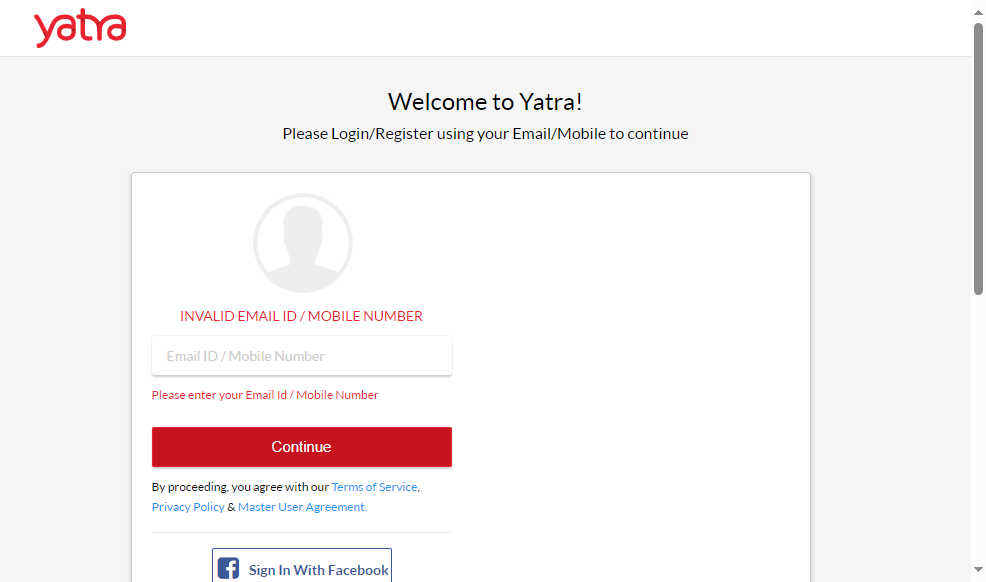 yatra
Welcome to Yatra!
Please Login/Register using your Email/Mobile to continue
INVALID EMAIL ID / MOBILE NUMBER
Email ID / Mobile Number
Please enter your Email Id / Mobile Number
Continue
By proceeding, you agree with our Terms of Service,
Privacy Policy & Master User Agreement.
Sign In With Facebook